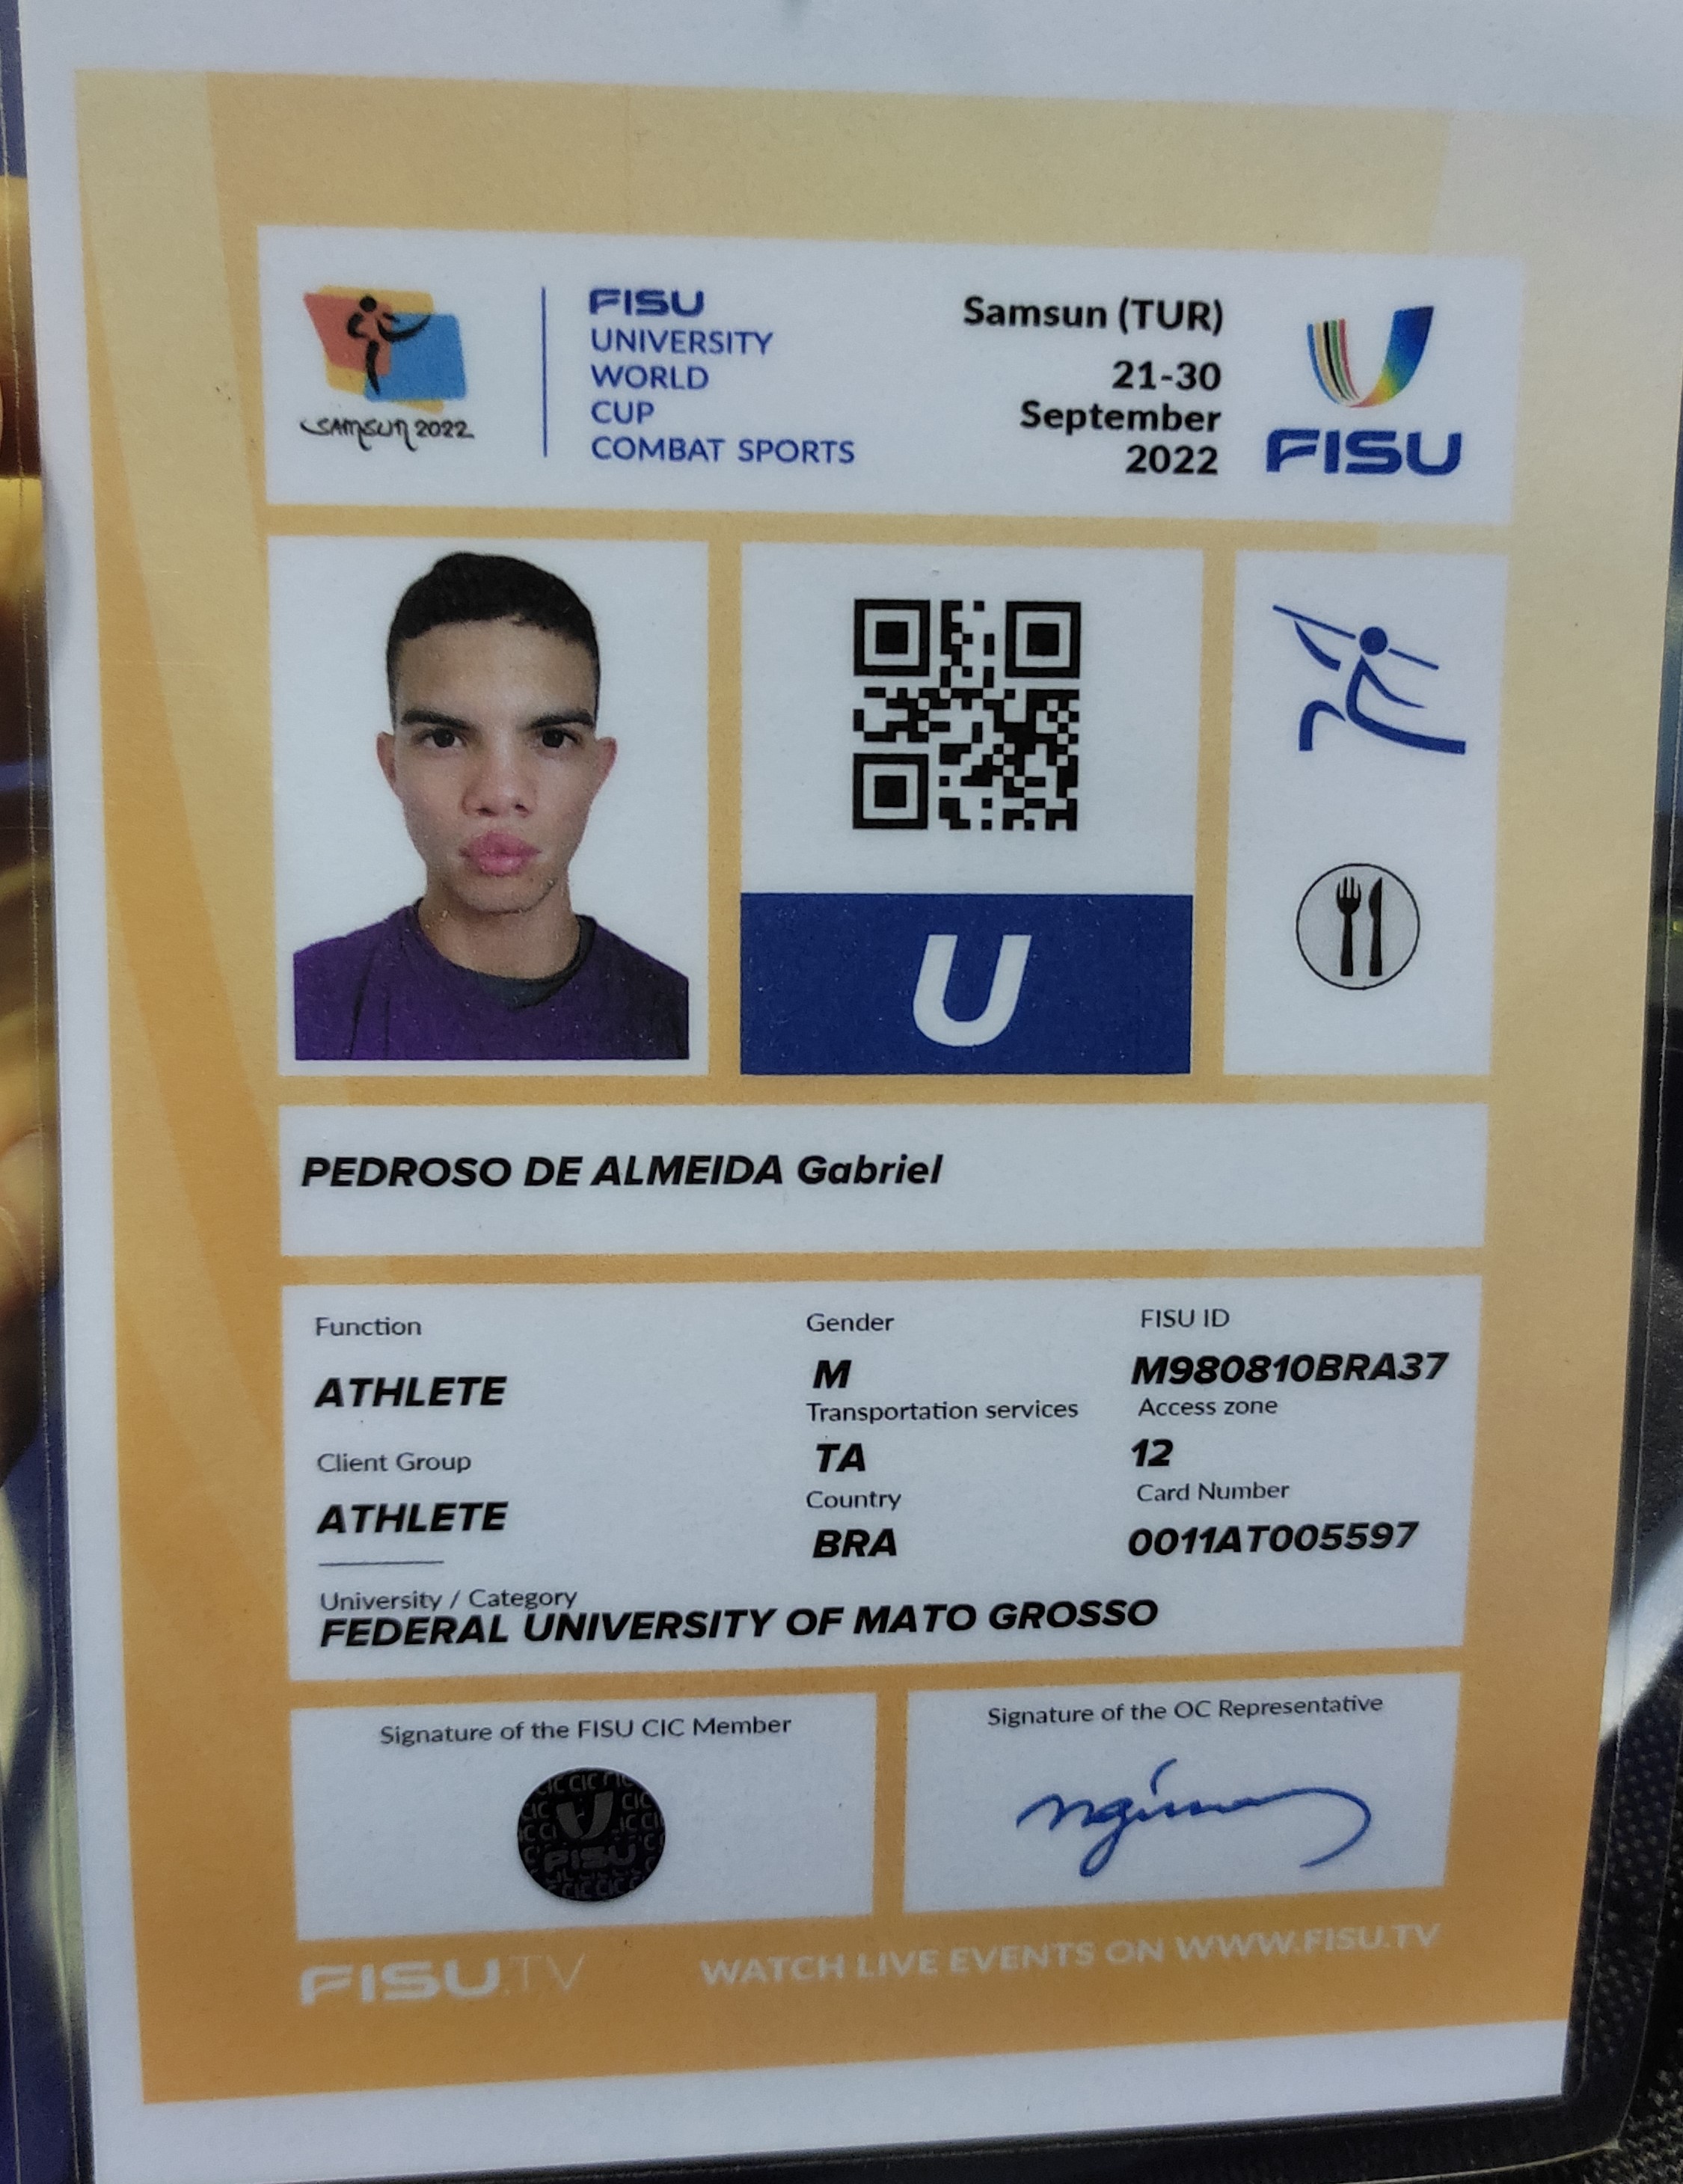 SAMSUN 2022
FISU
UNIVERSITY
WORLD
CUP
COMBAT SPORTS
Samsun (TUR)
21-30
September
2022
FISU
U
PEDROSO DE ALMEIDA Gabriel
Function
ATHLETE
Client Group
ATHLETE
Gender
M
Transportation services
TA
Country
BRA
FISU ID
M980810BRA37
Access zone
12
Card Number
0011AT005597
University / Category
FEDERAL UNIVERSITY OF MATO GROSSO
Signature of the FISU CIC Member
CIC CIC CIC
FISU
CIC CIC
Signature of the OC Representative
FISU.TV
WATCH LIVE EVENTS ON WWW.FISU.TV